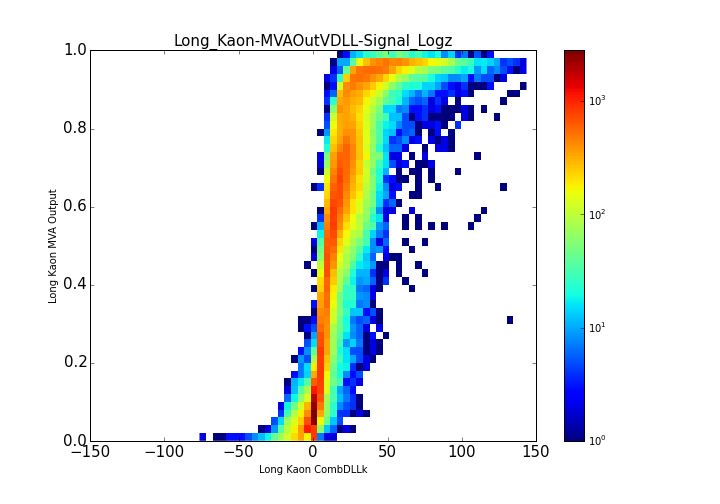 Long_Kaon-MVAOutVDLL-Signal_Logz
1.0
0.8
0.6
0.4
0.2
0.0
Long Kaon MVA Output
−150 −100 −50 0 50 100 150
Long Kaon CombDLLk
10³
10²
10¹
10⁰